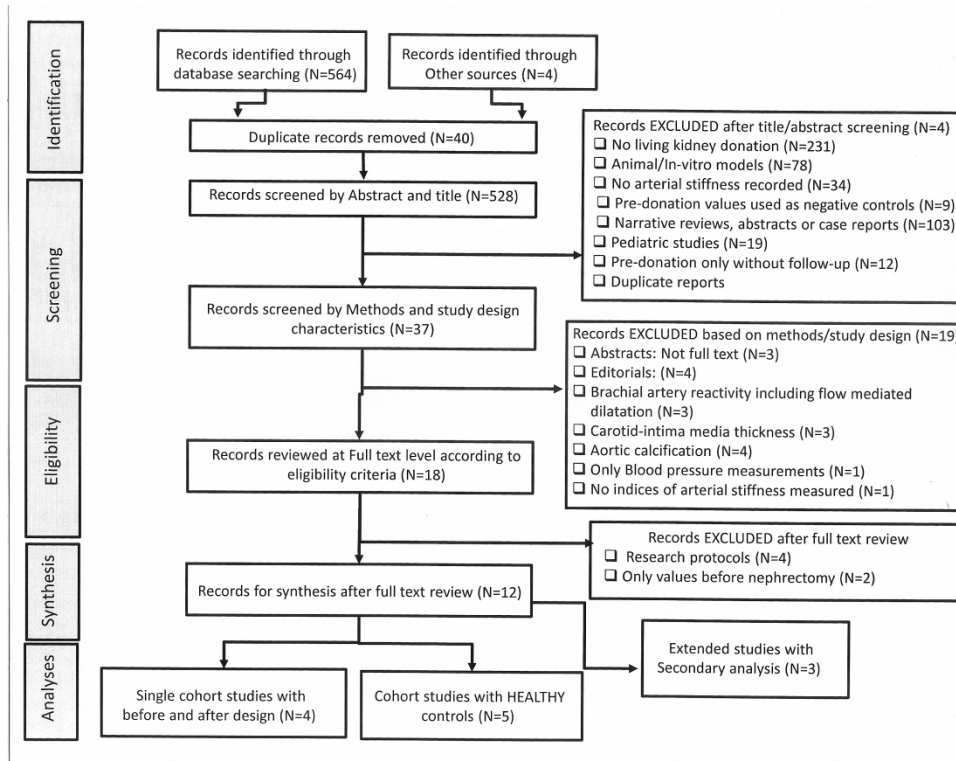 Identification
Records identified through
database searching (N=564)
Records identified through
Other sources (N=4)
Duplicate records removed (N=40)
Records screened by Abstract and title (N=528)
Records EXCLUDED after title/abstract screening (N=4)
No living kidney donation (N=231)
Animal/In-vitro models (N=78)
No arterial stiffness recorded (N=34)
Pre-donation values used as negative controls (N=9)
Narrative reviews, abstracts or case reports (N=103)
Pediatric studies (N=19)
Pre-donation only without follow-up (N=12)
Duplicate reports
Screening
Records screened by Methods and study design
characteristics (N=37)
Records EXCLUDED based on methods/study design (N=19)
Abstracts: Not full text (N=3)
Editorials: (N=4)
Brachial artery reactivity including flow mediated
dilatation (N=3)
Carotid-intima media thickness (N=3)
Aortic calcification (N=4)
Only Blood pressure measurements (N=1)
No indices of arterial stiffness measured (N=1)
Eligibility
Records reviewed at Full text level according to
eligibility criteria (N=18)
Records EXCLUDED after full text review
Research protocols (N=4)
Only values before nephrectomy (N=2)
Synthesis
Records for synthesis after full text review (N=12)
Extended studies with
Secondary analysis (N=3)
Analyses
Single cohort studies with
before and after design (N=4)
Cohort studies with HEALTHY
controls (N=5)